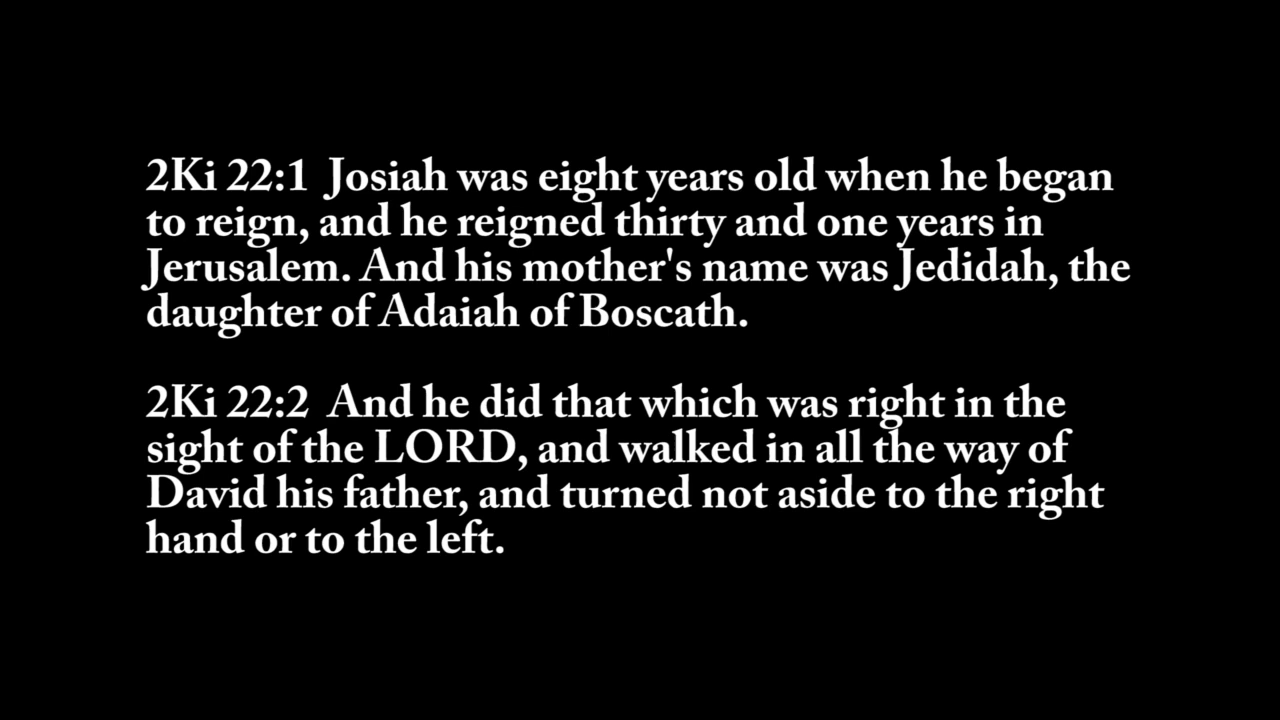 2Ki 22:1  Josiah was eight years old when he began
to reign, and he reigned thirty and one years in
Jerusalem. And his mother's name was Jedidah, the
daughter of Adaiah of Boscath.
2Ki 22:2  And he did that which was right in the
sight of the LORD, and walked in all the way of
David his father, and turned not aside to the right
hand or to the left.